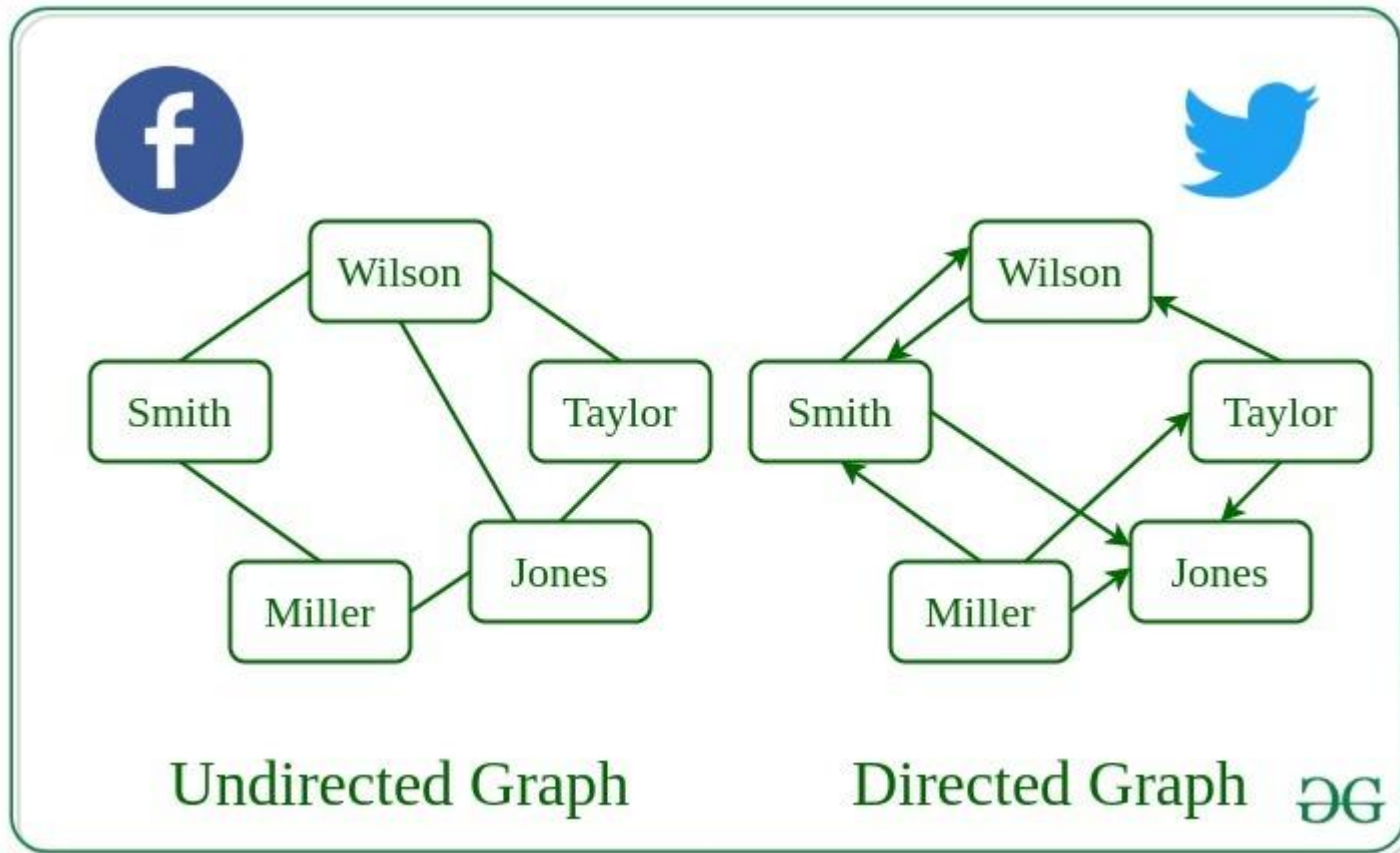 Wilson
Smith
Taylor
Jones
Miller
Undirected Graph
Wilson
Smith
Taylor
Jones
Miller
Directed Graph